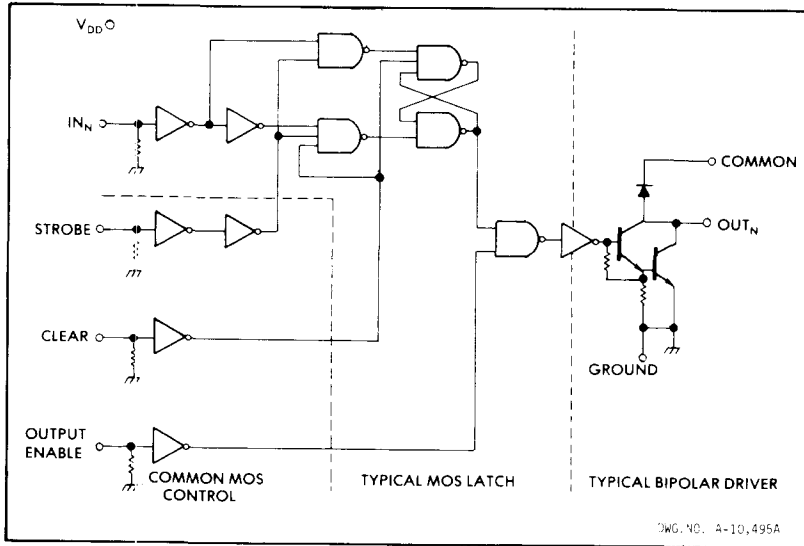 VDD
INN
COMMON
STROBE
OUTN
CLEAR
GROUND
OUTPUT
ENABLE
COMMON MOS
CONTROL
TYPICAL MOS LATCH
TYPICAL BIPOLAR DRIVER
DWG. NO. A-10,495A